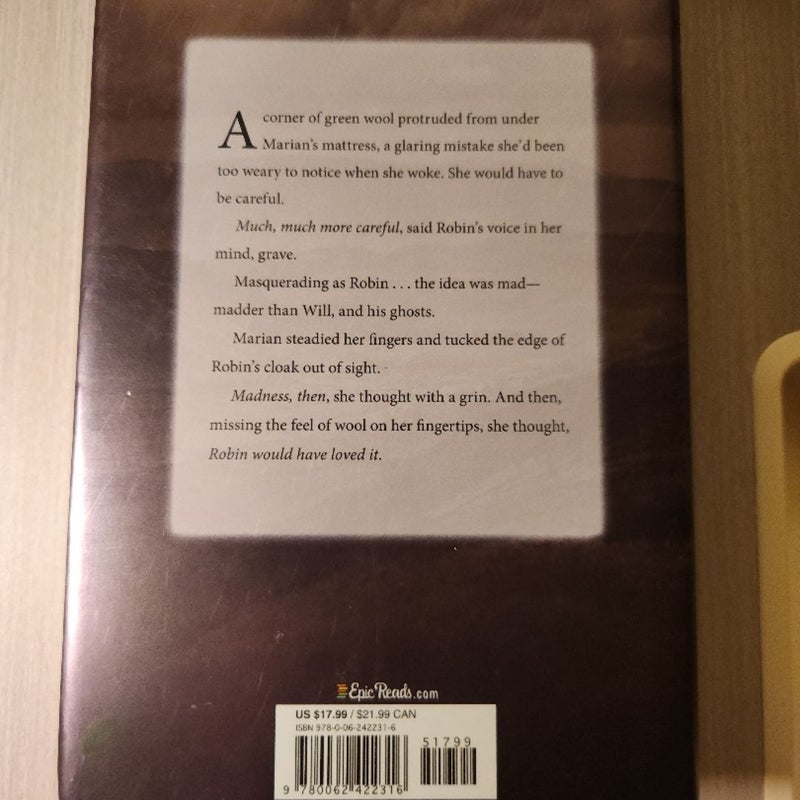 A corner of green wool protruded from under
Marian's mattress, a glaring mistake she'd been
too weary to notice when she woke. She would have to
be careful.
Much, much more careful, said Robin's voice in her
mind, grave.
Masquerading as Robin . . . the idea was mad—
madder than Will, and his ghosts.
Marian steadied her fingers and tucked the edge of
Robin's cloak out of sight.
Madness, then, she thought with a grin. And then,
missing the feel of wool on her fingertips, she thought,
Robin would have loved it.
EpicReads.com
US $17.99 / $21.99 CAN
ISBN 978-0-06-242231-6
51799
9 780062 422316